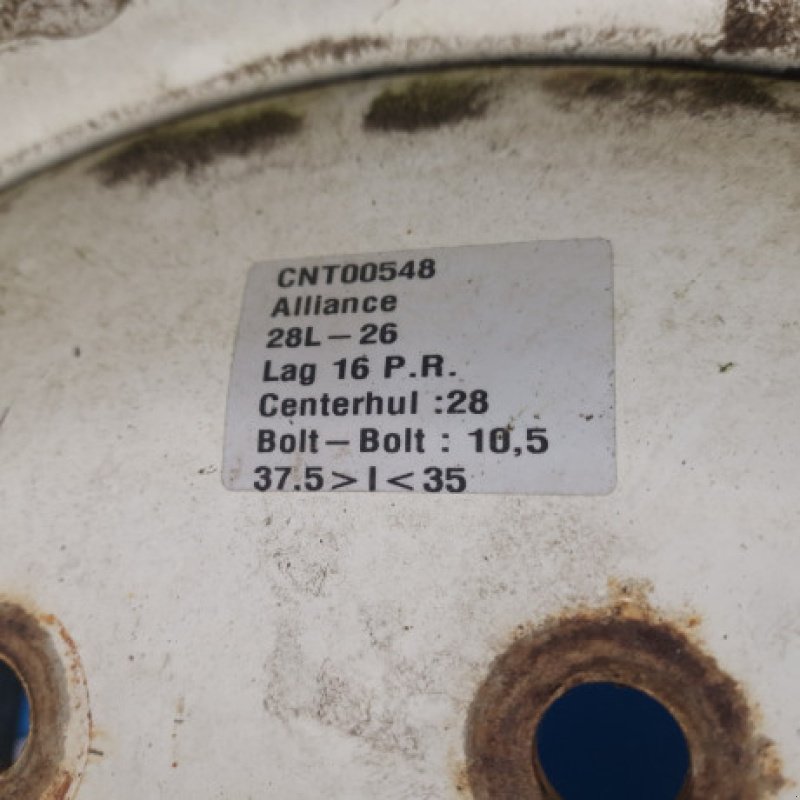 CNT00548
Alliance
28L-26
Lag 16 P.R.
Centerhul :28
Bolt-Bolt : 10,5
37.5>|<35